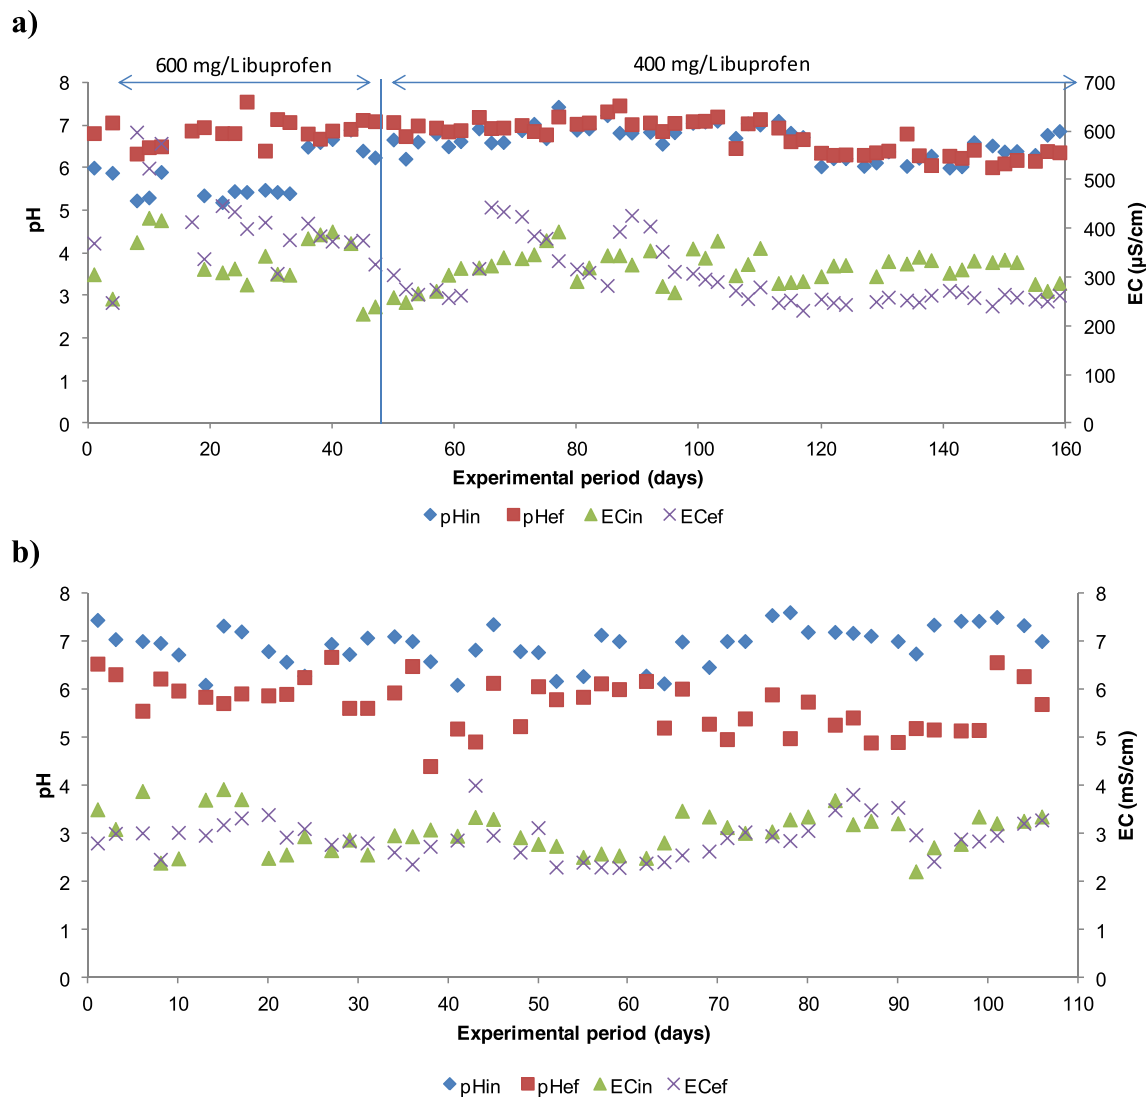 a)
600 mg/Libuprofen
400 mg/Libuprofen
8
7
6
5
4
3
2
1
0
pH
700
600
500
400
300
200
100
0
EC (µS/cm)
0 20 40 60 80 100 120 140 160
Experimental period (days)
pHin pHef ECin ECef
b)
8
7
6
5
4
3
2
1
0
pH
8
7
6
5
4
3
2
1
0
EC (mS/cm)
0 10 20 30 40 50 60 70 80 90 100 110
Experimental period (days)
pHin pHef ECin ECef